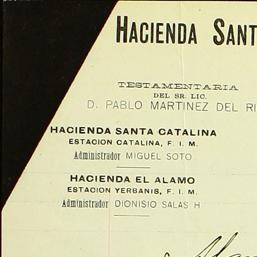 HACIENDA SANT
TESTAMENTARIA
DEL SR. LIC.
D. PABLO MARTINEZ DEL RI
HACIENDA SANTA CATALINA
ESTACION CATALINA, F. I. M.
Administrador MIGUEL SOTO
HACIENDA EL ALAMO
ESTACION YERBANIS, F. I. M.
Administrador DIONISIO SALAS H